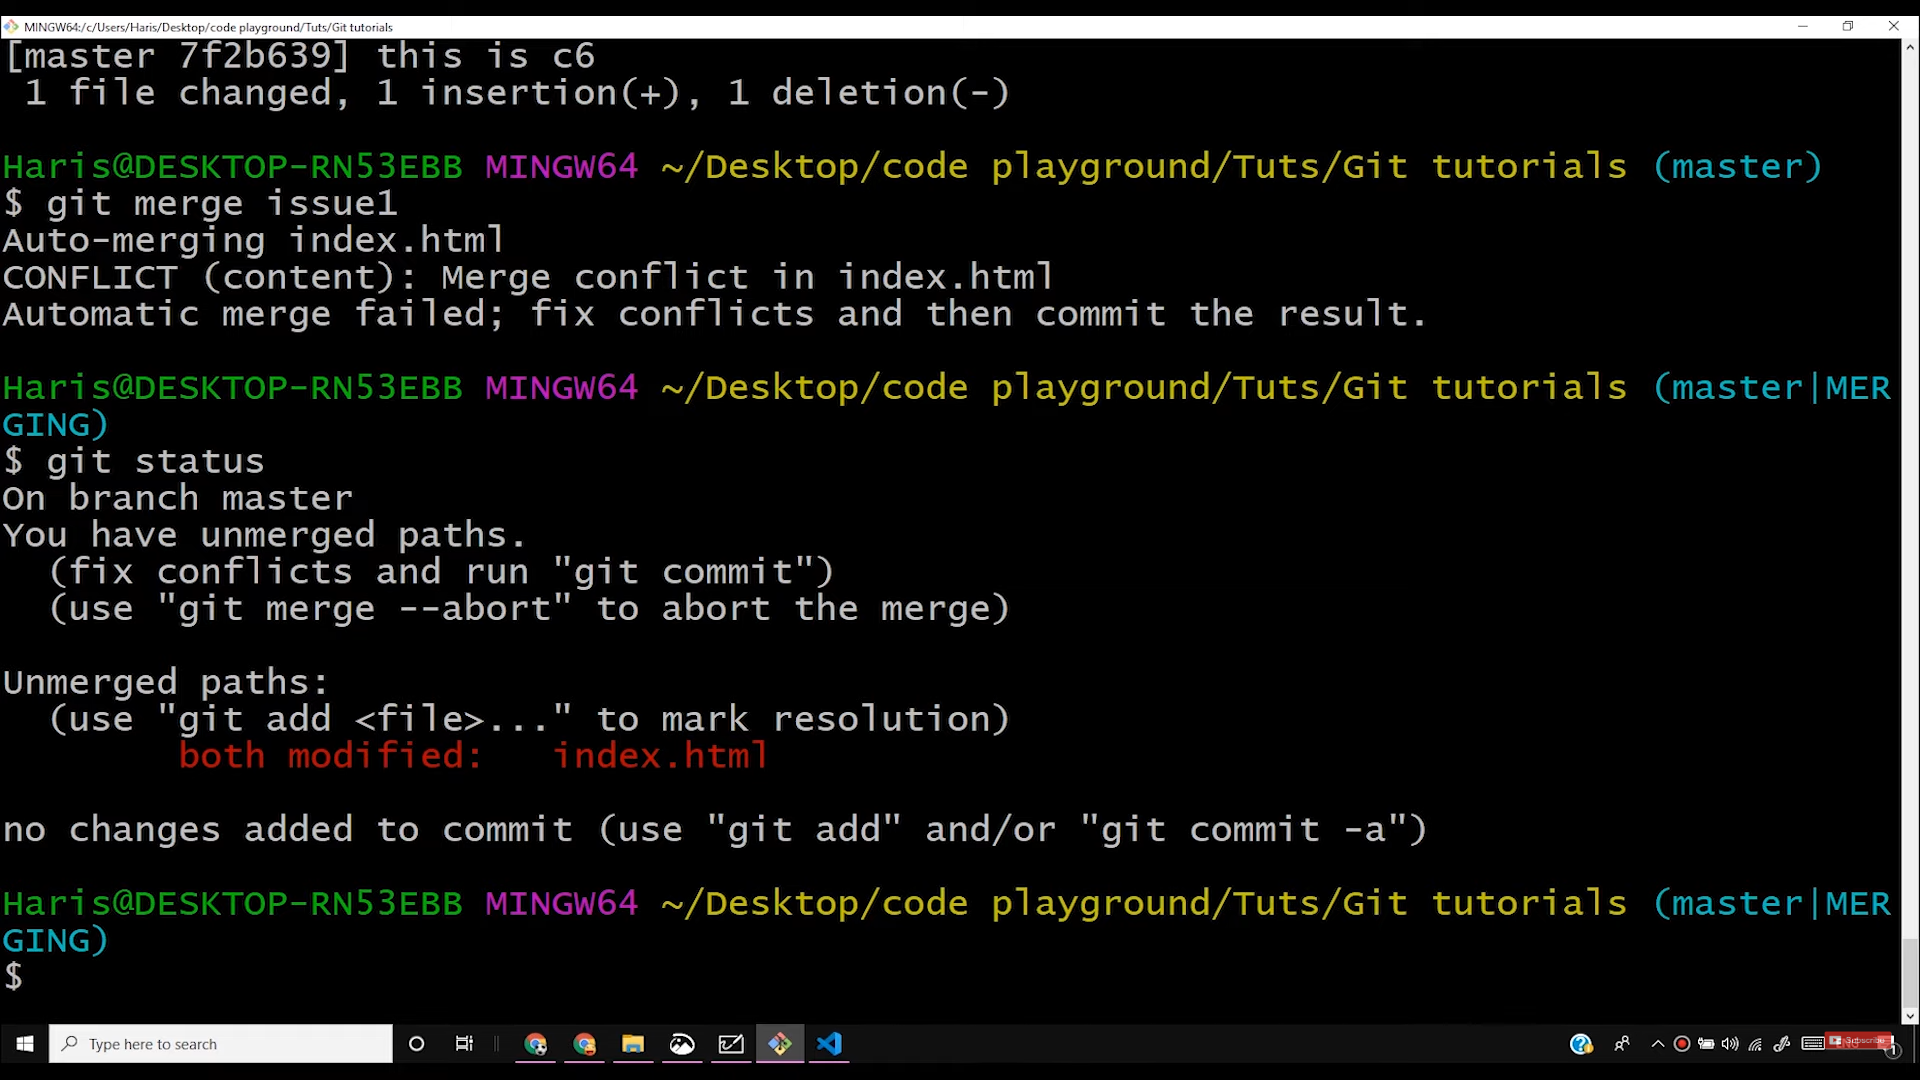 MINGW64:/c/Users/Haris/Desktop/code playground/Tuts/Git tutorials
[master 7f2b639] this is c6
 1 file changed, 1 insertion(+), 1 deletion(-)
Haris@DESKTOP-RN53EBB MINGW64 ~/Desktop/code playground/Tuts/Git tutorials (master)
$ git merge issue1
Auto-merging index.html
CONFLICT (content): Merge conflict in index.html
Automatic merge failed; fix conflicts and then commit the result.
Haris@DESKTOP-RN53EBB MINGW64 ~/Desktop/code playground/Tuts/Git tutorials (master|MER
GING)
$ git status
On branch master
You have unmerged paths.
  (fix conflicts and run "git commit")
  (use "git merge --abort" to abort the merge)
Unmerged paths:
  (use "git add <file>..." to mark resolution)
        both modified:   index.html
no changes added to commit (use "git add" and/or "git commit -a")
Haris@DESKTOP-RN53EBB MINGW64 ~/Desktop/code playground/Tuts/Git tutorials (master|MER
GING)
$
Type here to search
Subscribe
1